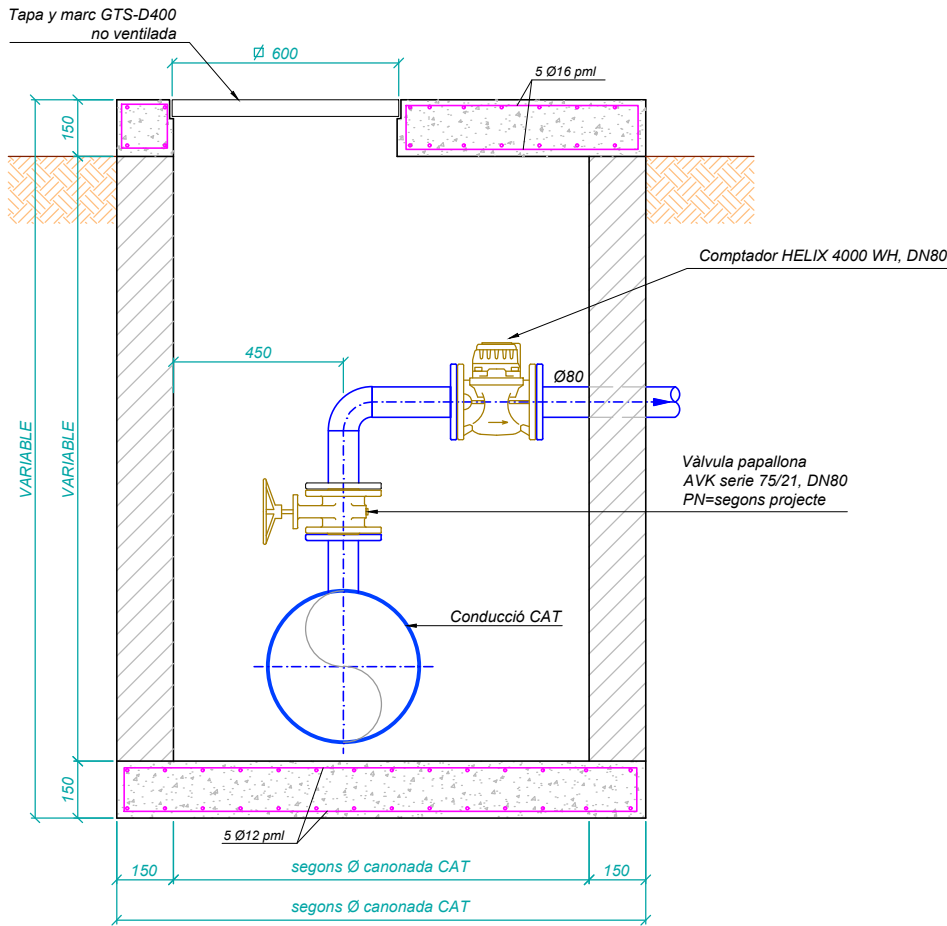 Tapa y marc GTS-D400
no ventilada
600
5 Ø16 pml
150
Comptador HELIX 4000 WH, DN80
450
Ø80
VARIABLE
VARIABLE
Vàlvula papallona
AVK serie 75/21, DN80
PN=segons projecte
Conducció CAT
150
5 Ø12 pml
150
segons Ø canonada CAT
150
segons Ø canonada CAT